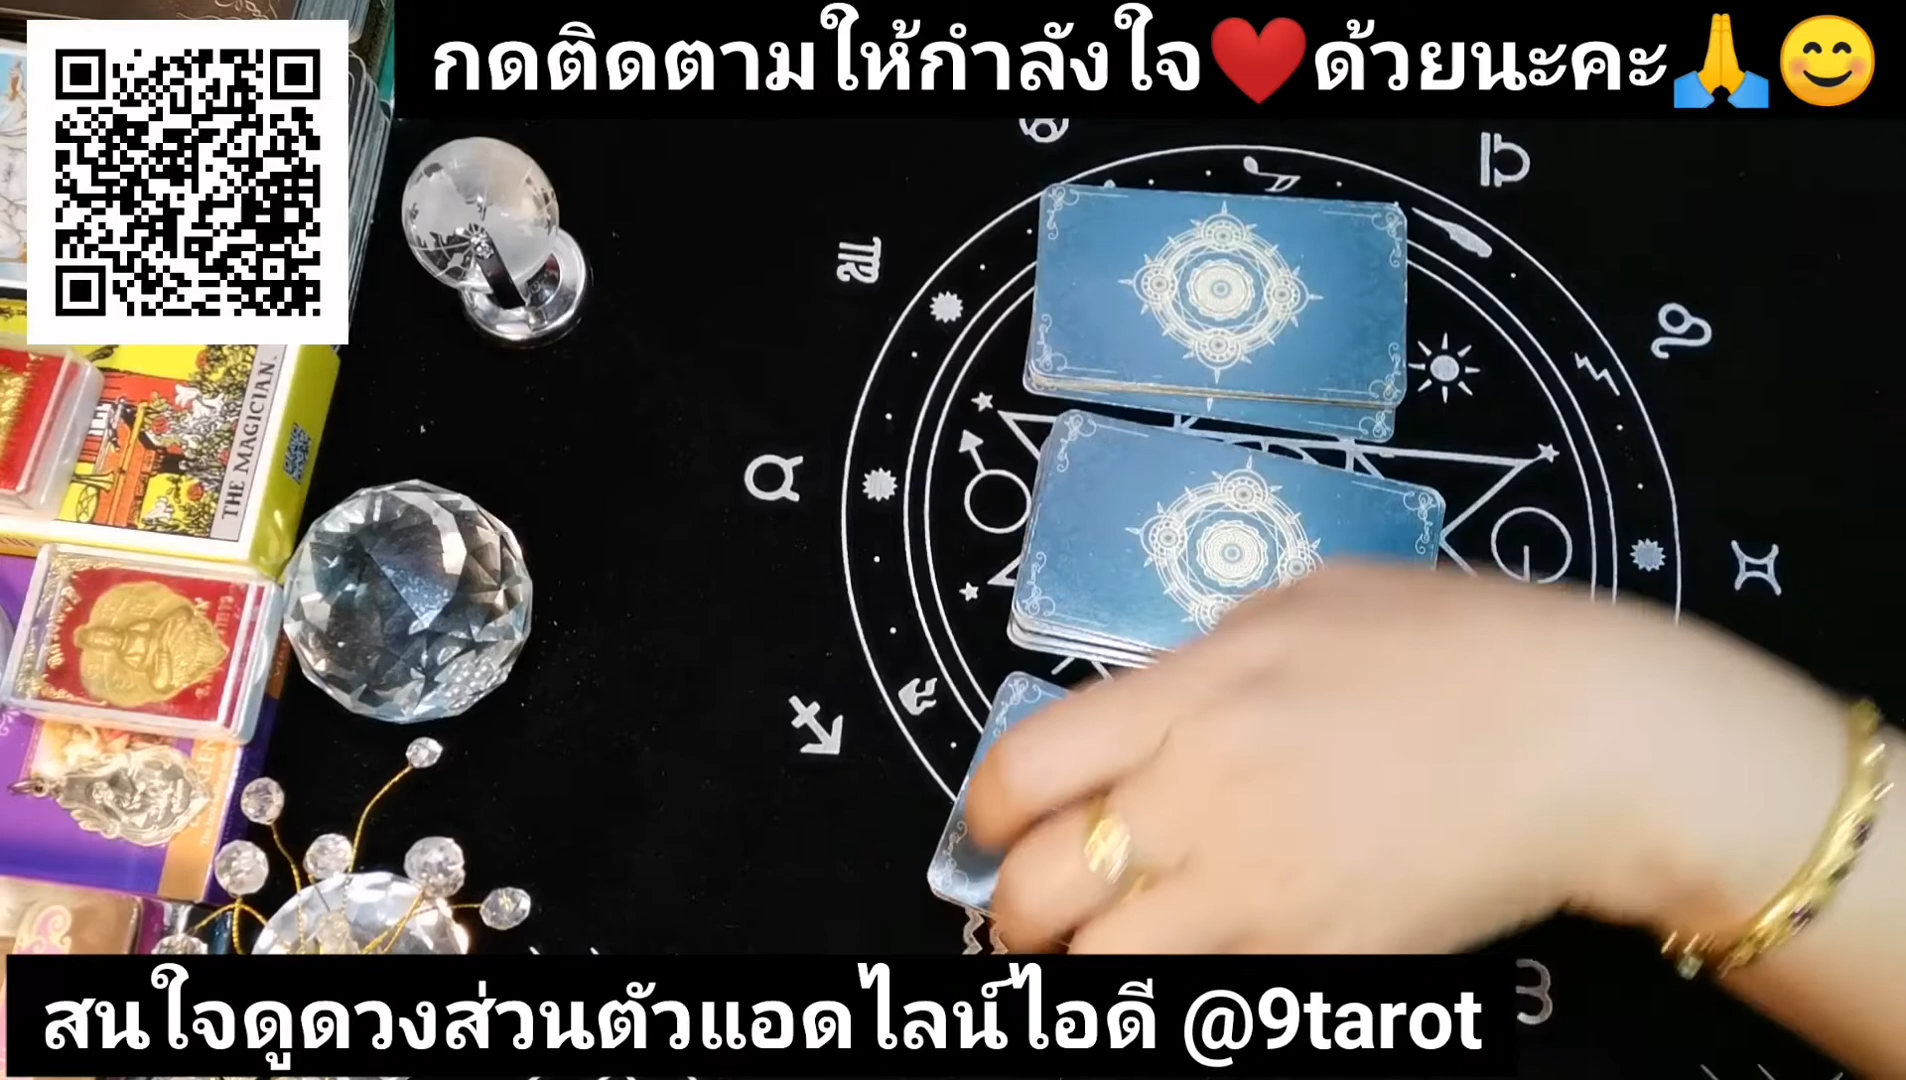 กดติดตามให้กำลังใจ❤️ด้วยนะคะ🙏😊
THE MAGICIAN.
สนใจดูดวงส่วนตัวแอดไลน์ไอดี @9tarot